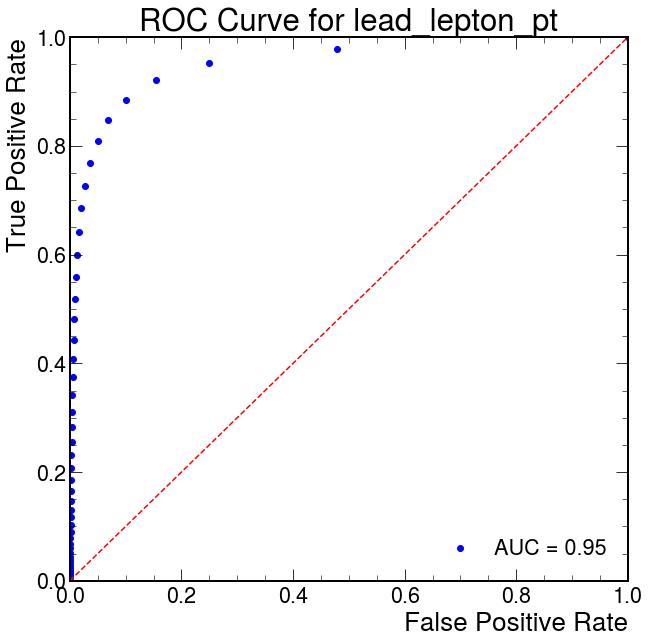 ROC Curve for lead_lepton_pt
True Positive Rate
1.0
0.8
0.6
0.4
0.2
0.0
AUC = 0.95
0.0 0.2 0.4 0.6 0.8 1.0
False Positive Rate